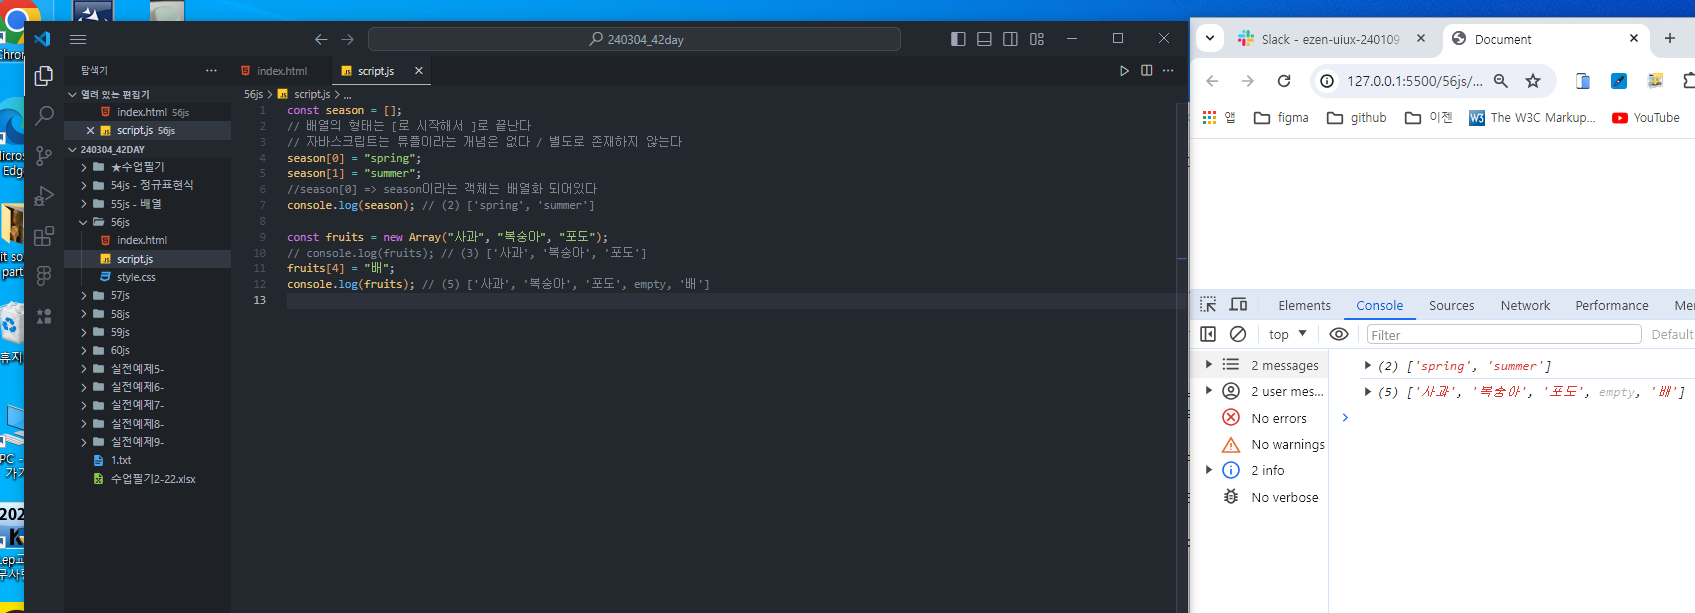 240304_42day
탐색기
index.html
script.js
열려 있는 편집기
index.html 56js
script.js 56js
240304_42DAY
★수업필기
54js - 정규표현식
55js - 배열
56js
index.html
script.js
style.css
57js
58js
59js
60js
실전예제5-
실전예제6-
실전예제7-
실전예제8-
실전예제9-
1.txt
수업필기2-22.xlsx
56js > script.js > ...
1 const season = [];
2 // 배열의 형태는 [로 시작해서 ]로 끝난다
3 // 자바스크립트는 튜플이라는 개념은 없다 / 별도로 존재하지 않는다
4 season[0] = "spring";
5 season[1] = "summer";
6 //season[0] => season이라는 객체는 배열화 되어있다
7 console.log(season); // (2) ['spring', 'summer']
8
9 const fruits = new Array("사과", "복숭아", "포도");
10 // console.log(fruits); // (3) ['사과', '복숭아', '포도']
11 fruits[4] = "배";
12 console.log(fruits); // (5) ['사과', '복숭아', '포도', empty, '배']
13
Slack - ezen-uiux-240109
Document
127.0.0.1:5500/56js/...
앱
figma
github
이젠
The W3C Markup...
YouTube
Elements
Console
Sources
Network
Performance
top
Filter
Default
2 messages
2 user mes...
No errors
No warnings
2 info
No verbose
(2) ['spring', 'summer']
(5) ['사과', '복숭아', '포도', empty, '배']